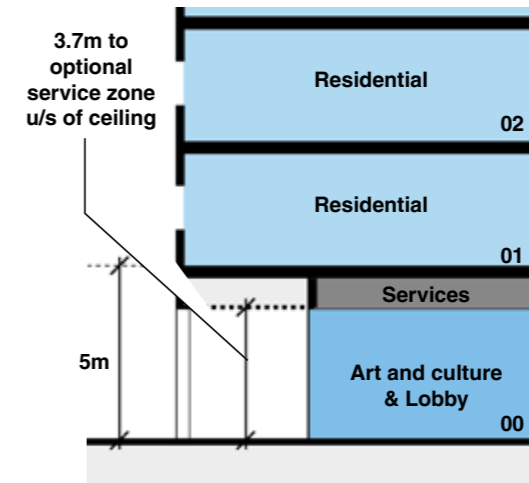 3.7m to
optional
service zone
u/s of ceiling
Residential
02
Residential
01
Services
5m
Art and culture
& Lobby
00